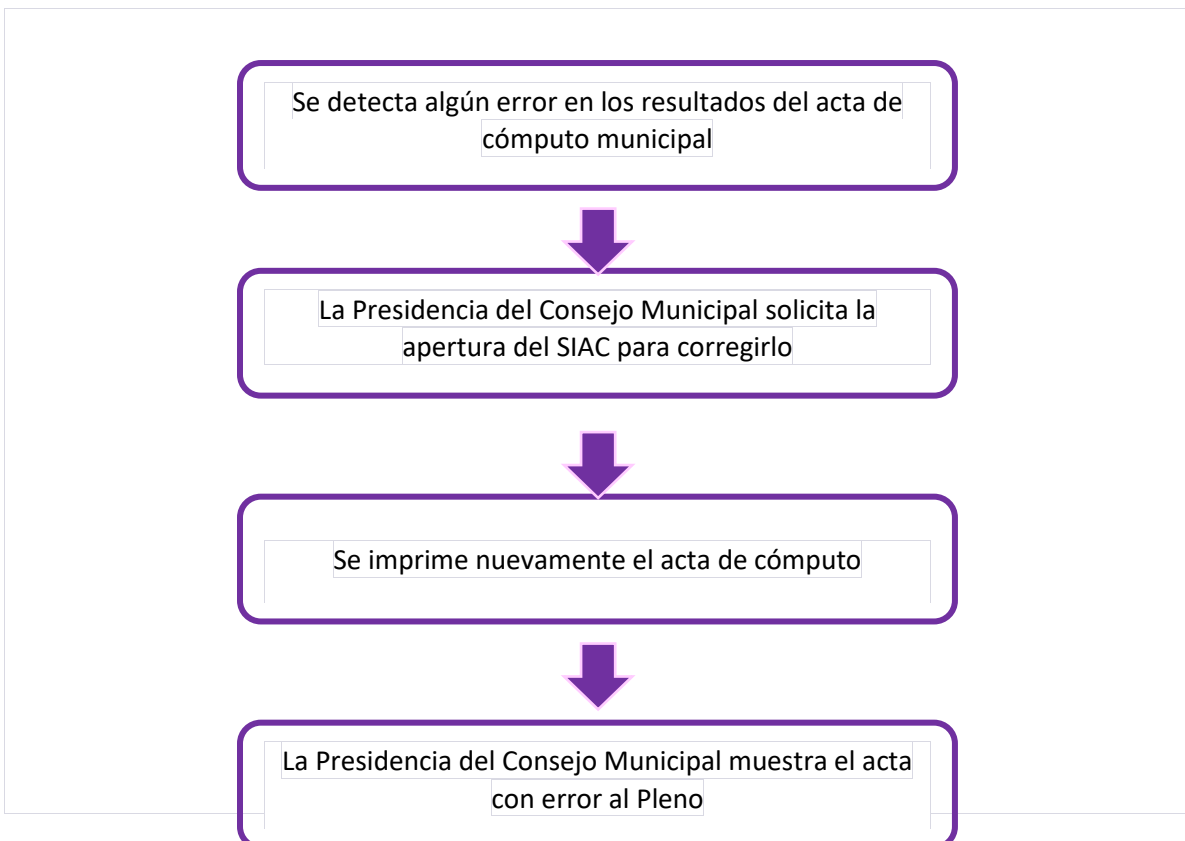 Se detecta algún error en los resultados del acta de
cómputo municipal
La Presidencia del Consejo Municipal solicita la
apertura del SIAC para corregirlo
Se imprime nuevamente el acta de cómputo
La Presidencia del Consejo Municipal muestra el acta
con error al Pleno